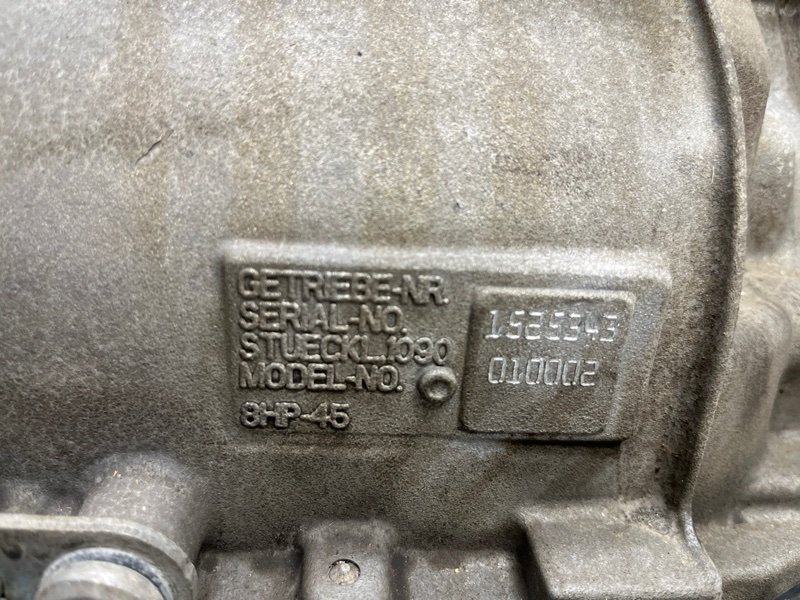 GETRIEBE-NR.
SERIAL-NO.
1525343
STUECKL.1090
MODEL-NO.
010002
8HP-45